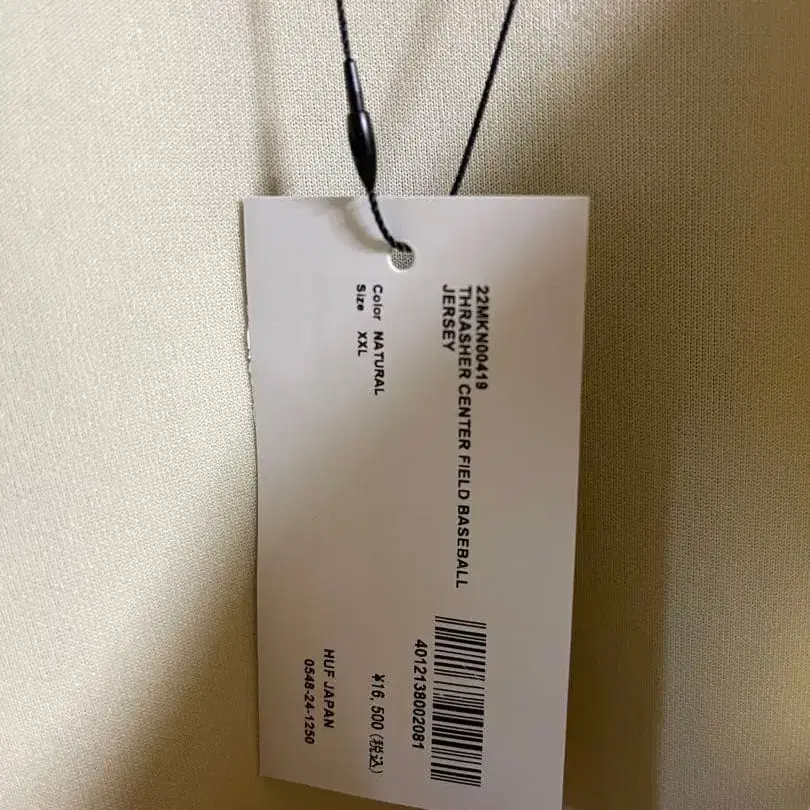 22MKN00419
THRASHER CENTER FIELD BASEBALL
JERSEY
Color NATURAL
Size XXL
4012138002081
¥16,500 (税込)
HUF JAPAN
0548-24-1250